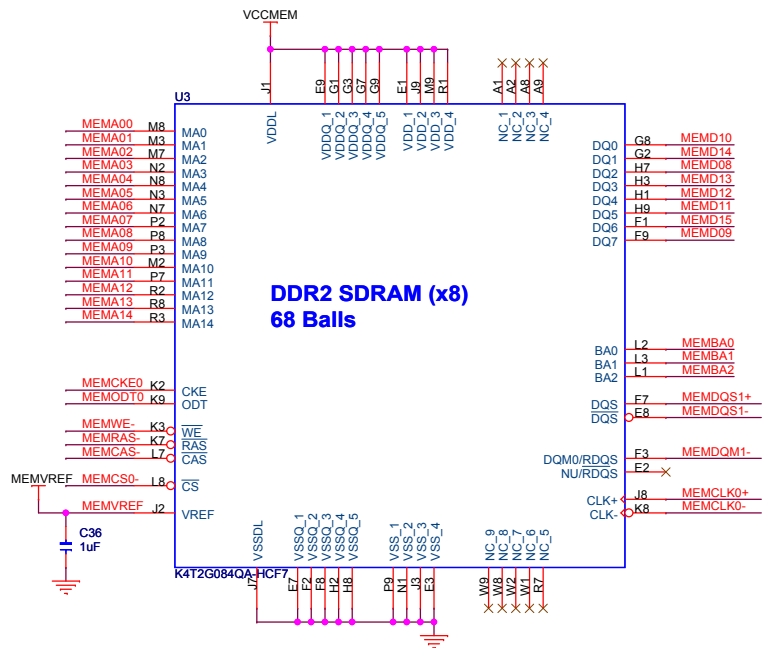 VCCMEM
U3
J1 E9 G1 G3 G7 G9 E1 J9 M9 R1 A1 A2 A8 A9
VDDL VDDQ_1 VDDQ_2 VDDQ_3 VDDQ_4 VDDQ_5 VDD_1 VDD_2 VDD_3 VDD_4 NC_1 NC_2 NC_3 NC_4
MEMA00 M8 MA0
MEMA01 M3 MA1
MEMA02 M7 MA2
MEMA03 N2 MA3
MEMA04 N8 MA4
MEMA05 N3 MA5
MEMA06 N7 MA6
MEMA07 P2 MA7
MEMA08 P8 MA8
MEMA09 P3 MA9
MEMA10 M2 MA10
MEMA11 P7 MA11
MEMA12 R2 MA12
MEMA13 R8 MA13
MEMA14 R3 MA14
DQ0 G8 MEMD10
DQ1 G2 MEMD14
DQ2 H7 MEMD08
DQ3 H3 MEMD13
DQ4 H1 MEMD12
DQ5 H9 MEMD11
DQ6 F1 MEMD15
DQ7 F9 MEMD09
DDR2 SDRAM (x8)
68 Balls
BA0 L2 MEMBA0
BA1 L3 MEMBA1
BA2 L1 MEMBA2
MEMCKE0 K2 CKE
MEMODT0 K9 ODT
DQS F7 MEMDQS1+
DQS E8 MEMDQS1-
MEMWE- K3 WE
MEMRAS- K7 RAS
MEMCAS- L7 CAS
DQM0/RDQS F3 MEMDQM1-
NU/RDQS E2
MEMVREF
MEMCS0- L8 CS
MEMVREF J2 VREF
CLK+ J8 MEMCLK0+
CLK- K8 MEMCLK0-
C36
1uF
VSSDL VSSQ_1 VSSQ_2 VSSQ_3 VSSQ_4 VSSQ_5 VSS_1 VSS_2 VSS_3 VSS_4 NC_9 NC_8 NC_7 NC_6 NC_5
K4T2G084QA-HCF7
J7 E7 F2 F8 H2 H8 P9 N1 J3 E3 W9 W8 W2 W1 R7